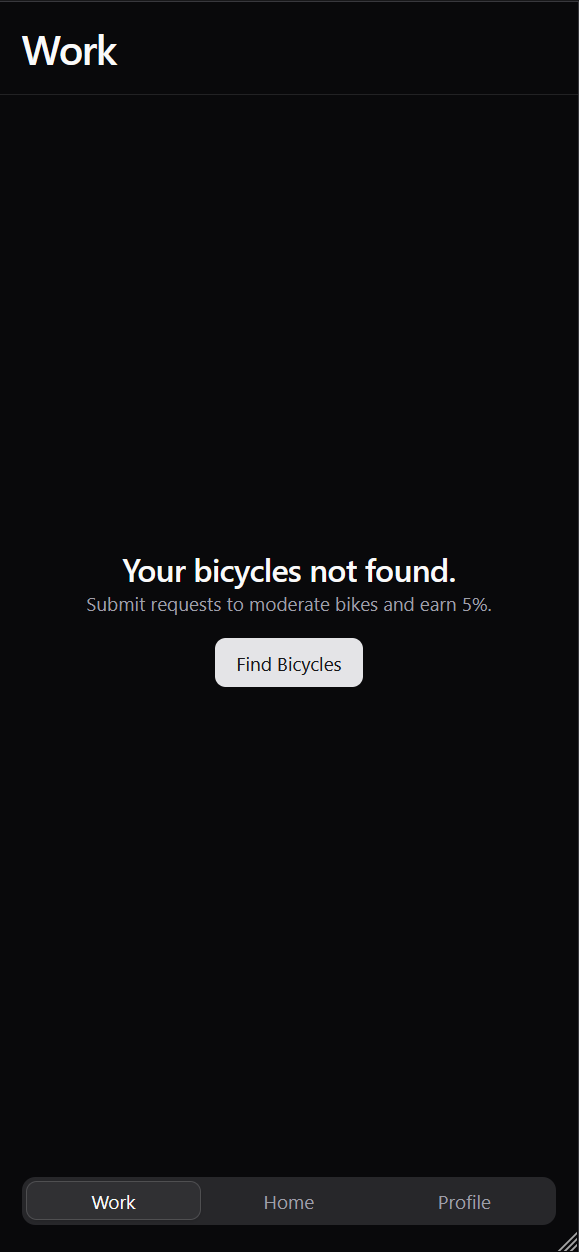 Work
Your bicycles not found.
Submit requests to moderate bikes and earn 5%.
Find Bicycles
Work Home Profile